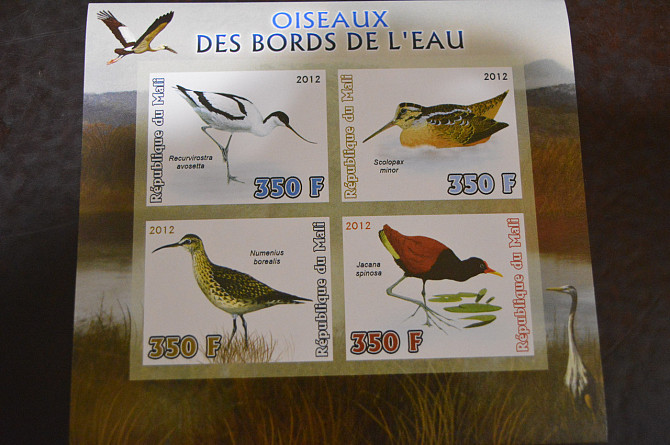 OISEAUX
DES BORDS DE L'EAU
2012
République du Mali
Recurvirostra
avosetta
350 F
2012
République du Mali
Scolopax
minor
350 F
2012
Numenius
borealis
République du Mali
350 F
2012
Jacana
spinosa
République du Mali
350 F